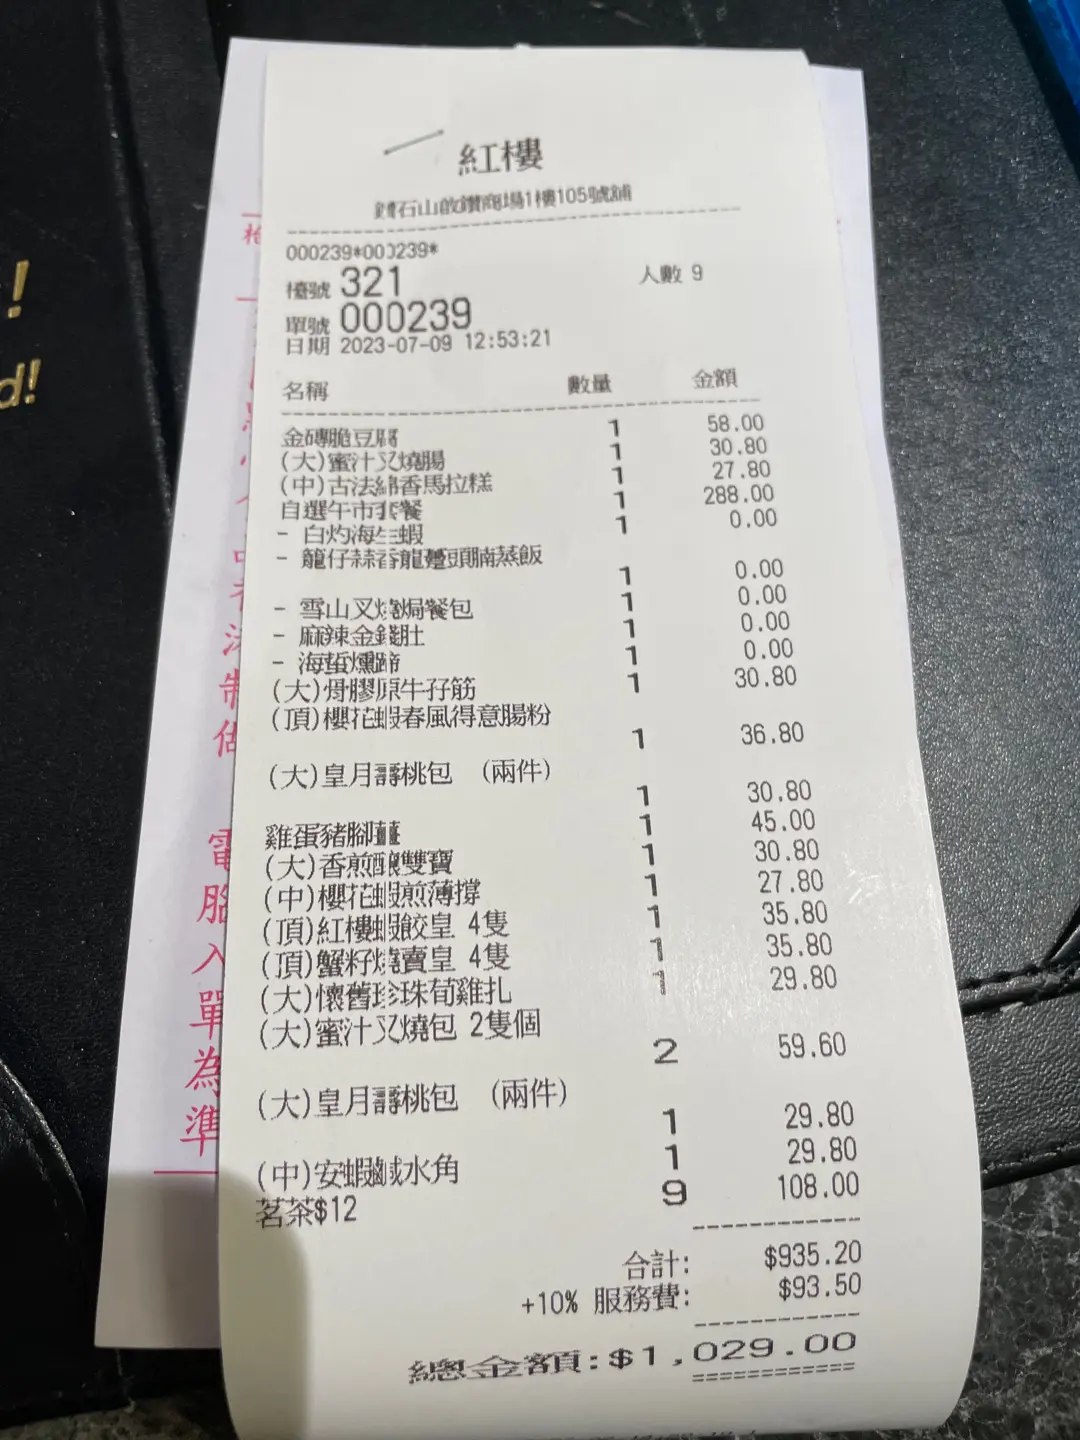 紅樓
鑽石山啟鑽商場1樓105號舖
000239*000239*
檯號 321 人數 9
單號 000239
日期 2023-07-09 12:53:21
名稱 數量 金額
金磚脆豆腐 1 58.00
(大)蜜汁叉燒腸 1 30.80
(中)古法綿香馬拉糕 1 27.80
自選午市套餐 1 288.00
- 白灼海生蝦 1 0.00
- 籠仔蒜香龍躉頭腩蒸飯
1 0.00
- 雪山叉燒焗餐包 1 0.00
- 麻辣金錢肚 1 0.00
- 海蜇燻蹄 1 0.00
(大)骨膠原牛孖筋 1 30.80
(頂)櫻花蝦春風得意腸粉
1 36.80
(大)皇月壽桃包 (兩件)
1 30.80
雞蛋豬腳薑 1 45.00
(大)香煎釀雙寶 1 30.80
(中)櫻花蝦煎薄撐 1 27.80
(頂)紅樓蝦餃皇 4隻 1 35.80
(頂)蟹籽燒賣皇 4隻 1 35.80
(大)懷舊珍珠荀雞扎 1 29.80
(大)蜜汁叉燒包 2隻個
2 59.60
(大)皇月壽桃包 (兩件)
1 29.80
(中)安蝦鹹水角 1 29.80
茗茶$12 9 108.00
合計: $935.20
+10% 服務費: $93.50
總金額:$1,029.00
d!
電
腦
入
單
為
準